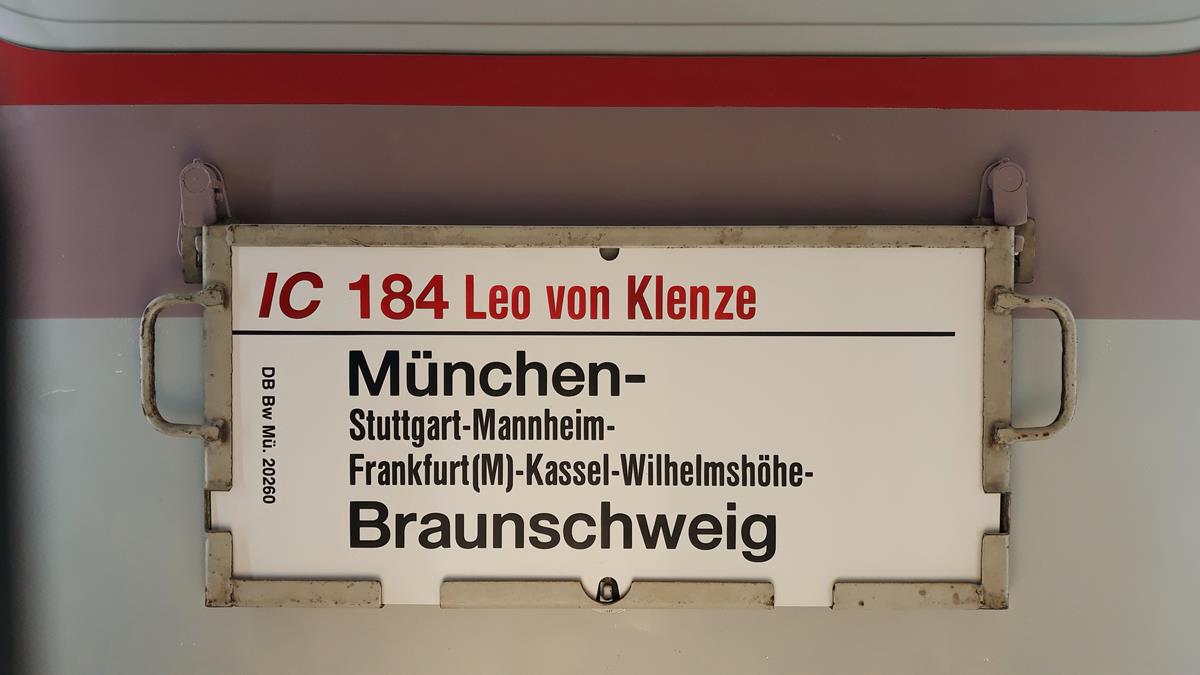 IC 184 Leo von Klenze
München-
Stuttgart-Mannheim-
Frankfurt(M)-Kassel-Wilhelmshöhe-
Braunschweig
DB Bw Mü. 20260